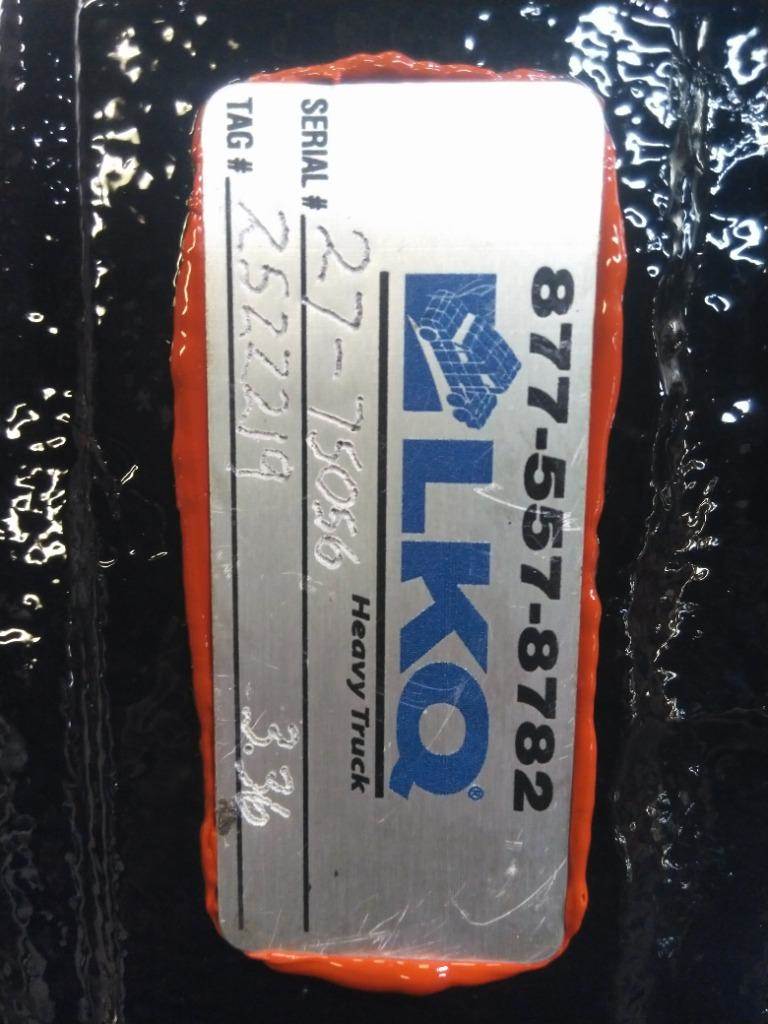 877-557-8782
LKQ®
Heavy Truck
SERIAL # 27-75056
TAG # 2522219 3.36